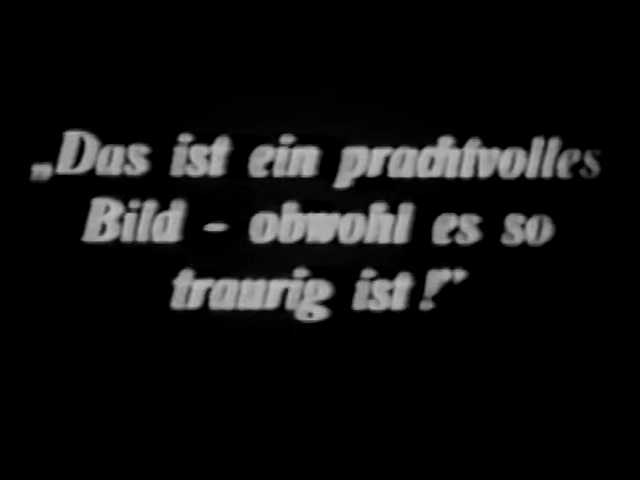 „Das ist ein prachtvolles
Bild - obwohl es so
traurig ist!”